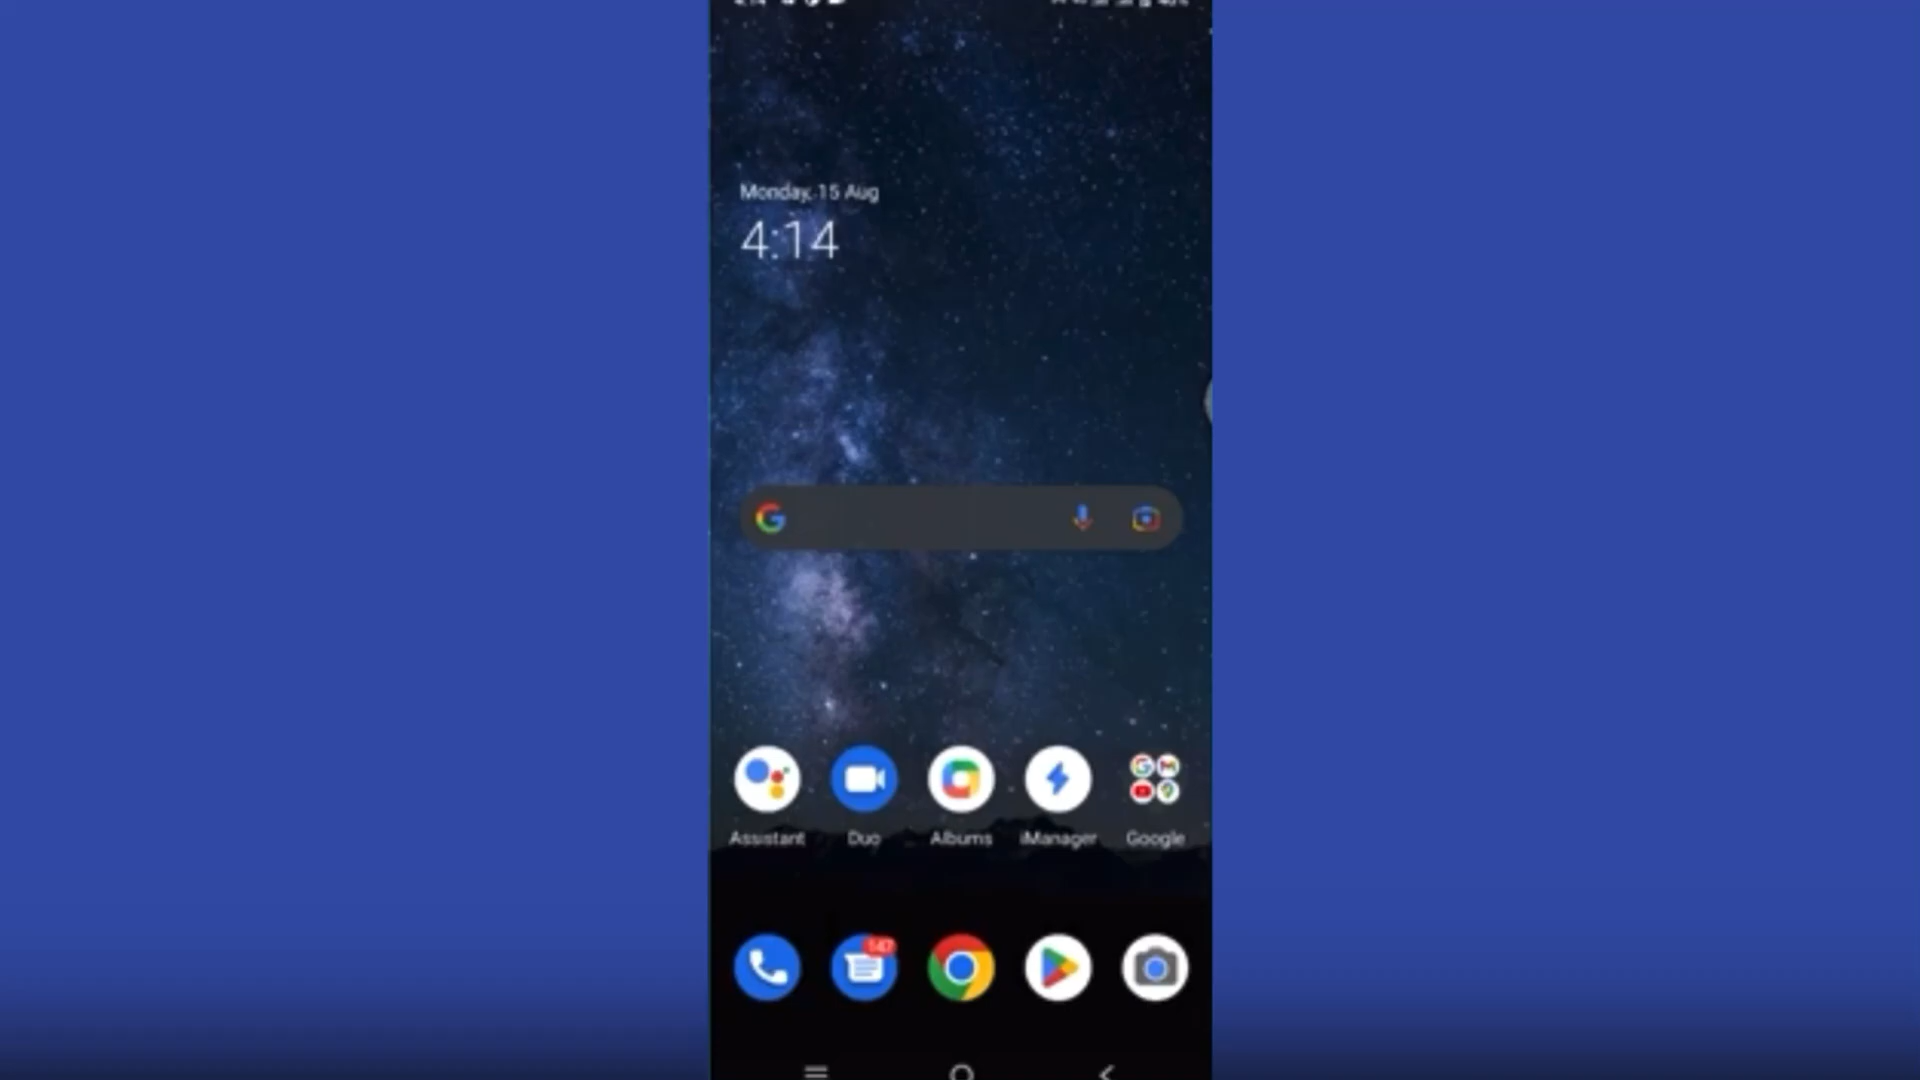 Monday, 15 Aug
4:14
Assistant
Duo
Albums
iManager
Google
147